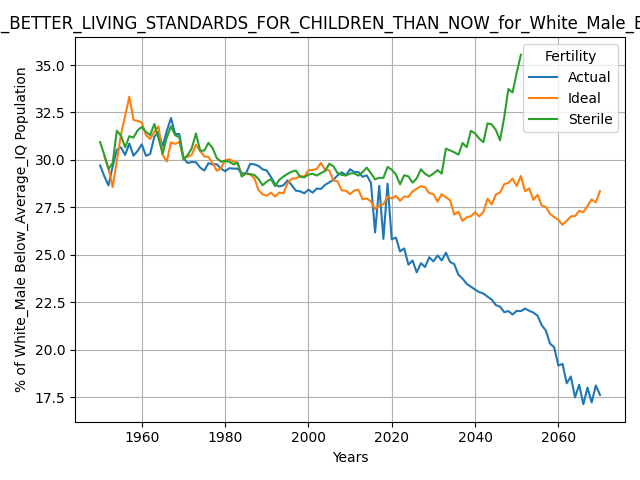 _BETTER_LIVING_STANDARDS_FOR_CHILDREN_THAN_NOW_for_White_Male_B
% of White_Male Below_Average_IQ Population
35.0
32.5
30.0
27.5
25.0
22.5
20.0
17.5
Fertility
Actual
Ideal
Sterile
1960
1980
2000
2020
2040
2060
Years